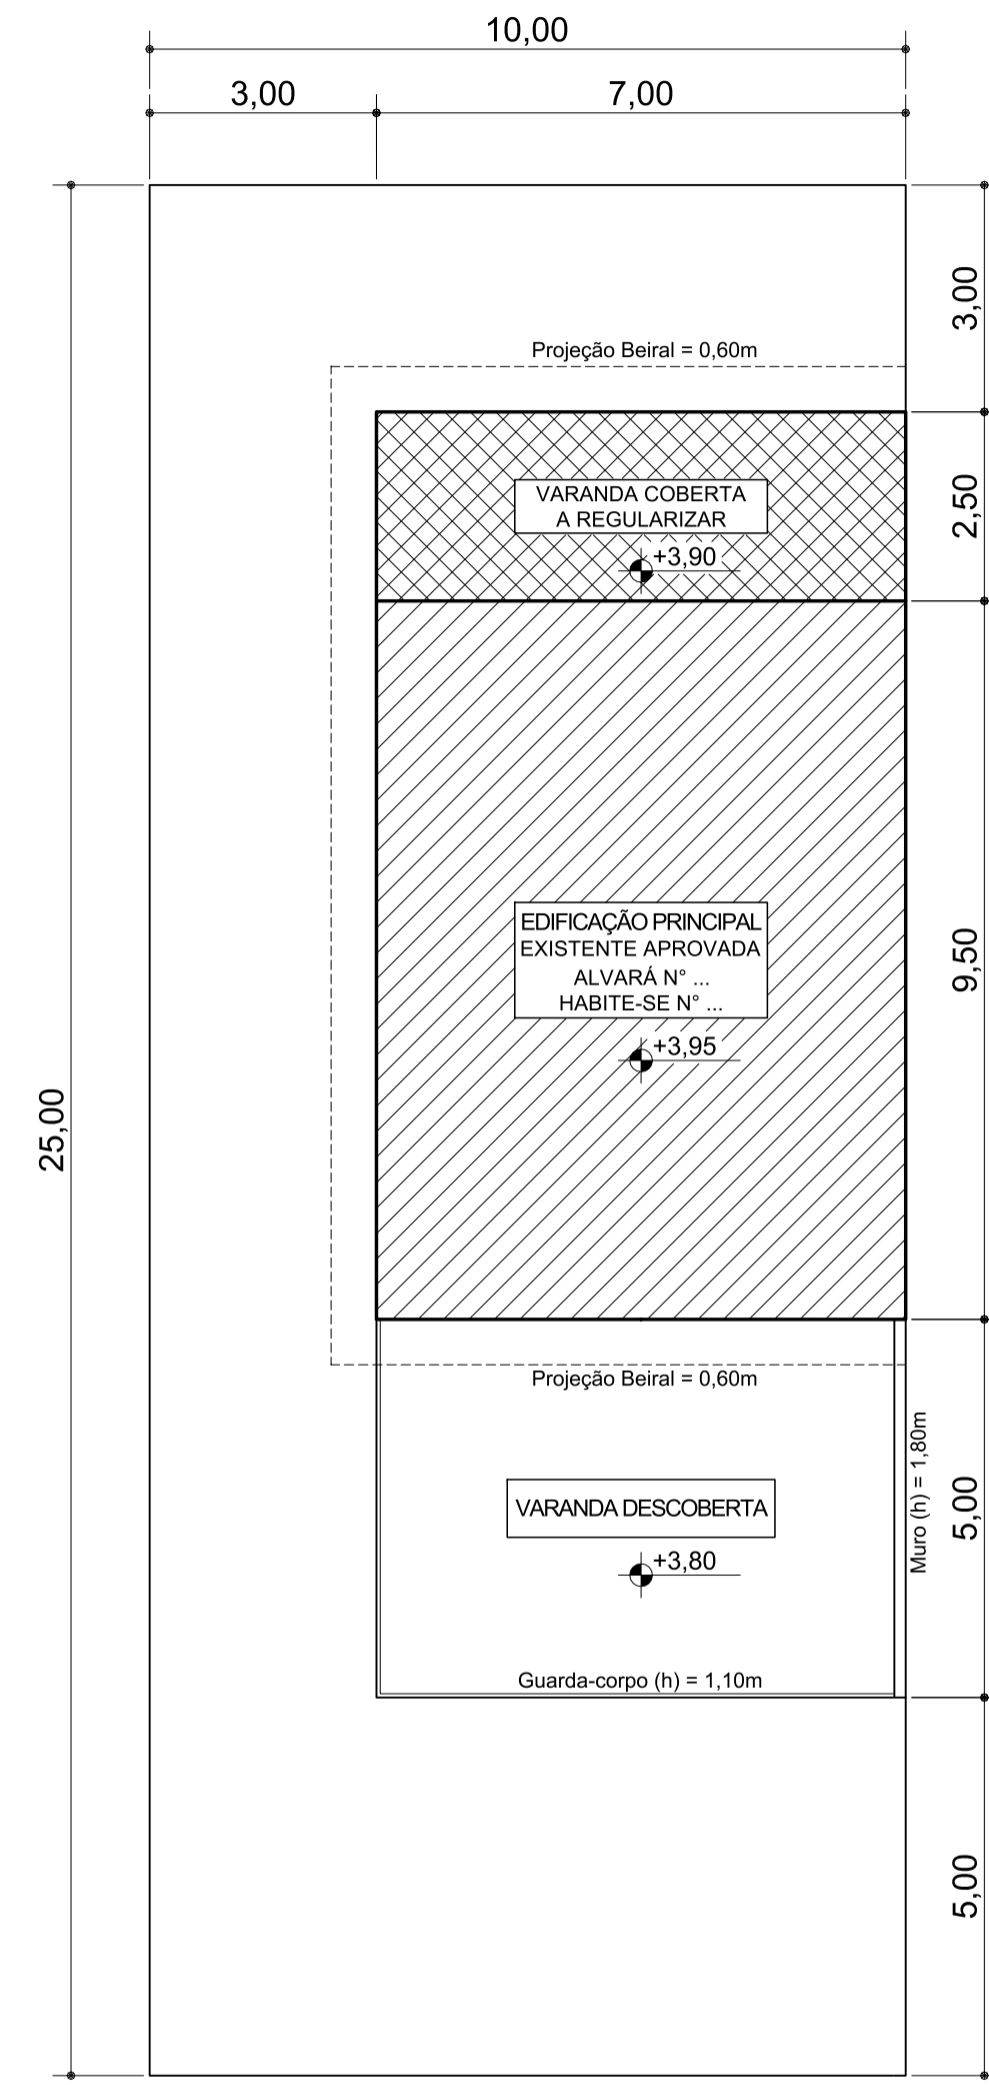 10,00
3,00
7,00
3,00
Projeção Beiral = 0,60m
VARANDA COBERTA
A REGULARIZAR
2,50
+3,90
EDIFICAÇÃO PRINCIPAL
EXISTENTE APROVADA
ALVARÁ N° ...
HABITE-SE N° ...
9,50
+3,95
25,00
Projeção Beiral = 0,60m
Muro (h) = 1,80m
5,00
VARANDA DESCOBERTA
+3,80
Guarda-corpo (h) = 1,10m
5,00